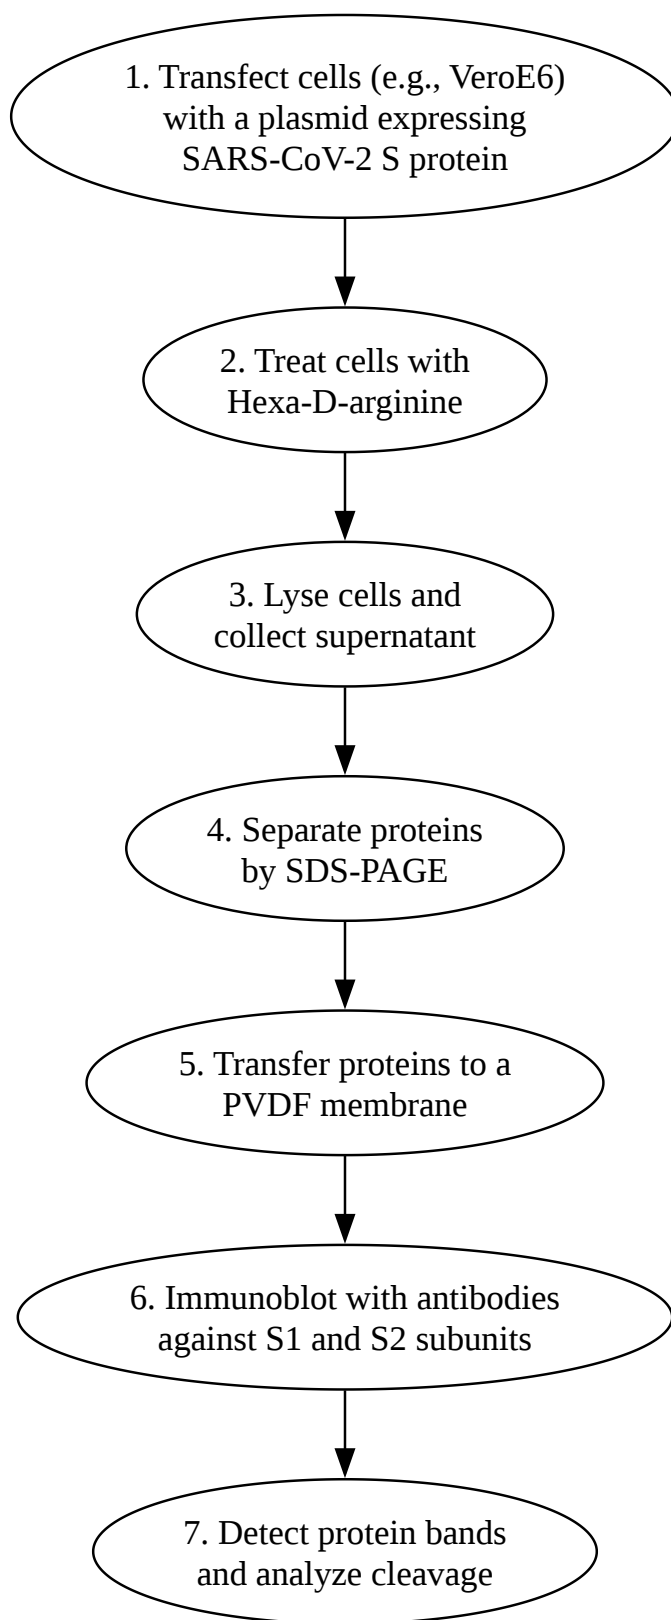 1. Transfect cells (e.g., VeroE6)
with a plasmid expressing
SARS-CoV-2 S protein
2. Treat cells with
Hexa-D-arginine
3. Lyse cells and
collect supernatant
4. Separate proteins
by SDS-PAGE
5. Transfer proteins to a
PVDF membrane
6. Immunoblot with antibodies
against S1 and S2 subunits
7. Detect protein bands
and analyze cleavage